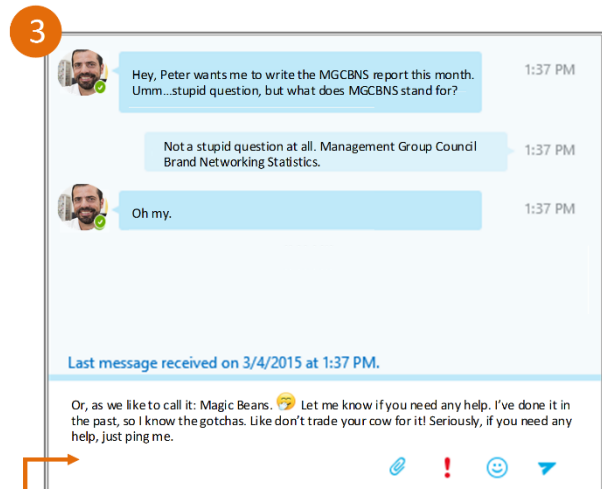 3
Hey, Peter wants me to write the MGCBNS report this month.
1:37 PM
Umm...stupid question, but what does MGCBNS stand for?
Not a stupid question at all. Management Group Council
1:37 PM
Brand Networking Statistics.
Oh my.
1:37 PM
Last message received on 3/4/2015 at 1:37 PM.
Or, as we like to call it: Magic Beans. 🤭 Let me know if you need any help. I've done it in
the past, so I know the gotchas. Like don't trade your cow for it! Seriously, if you need any
help, just ping me.